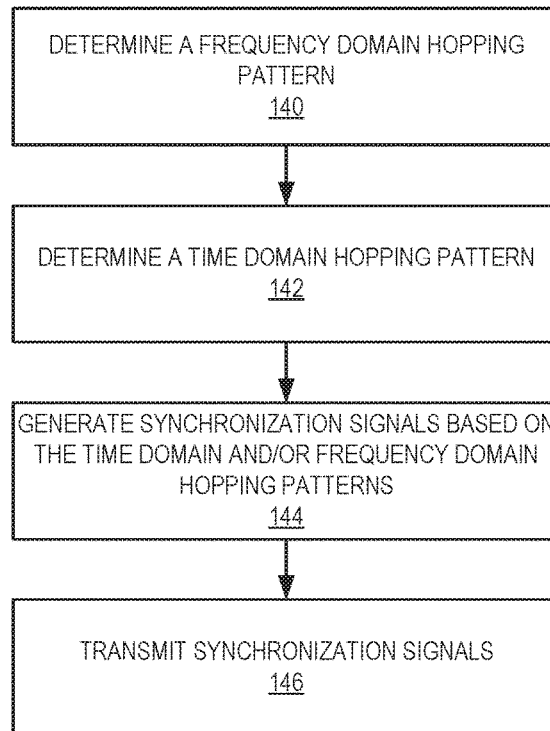 DETERMINE A FREQUENCY DOMAIN HOPPING
PATTERN
140
DETERMINE A TIME DOMAIN HOPPING PATTERN
142
GENERATE SYNCHRONIZATION SIGNALS BASED ON
THE TIME DOMAIN AND/OR FREQUENCY DOMAIN
HOPPING PATTERNS
144
TRANSMIT SYNCHRONIZATION SIGNALS
146